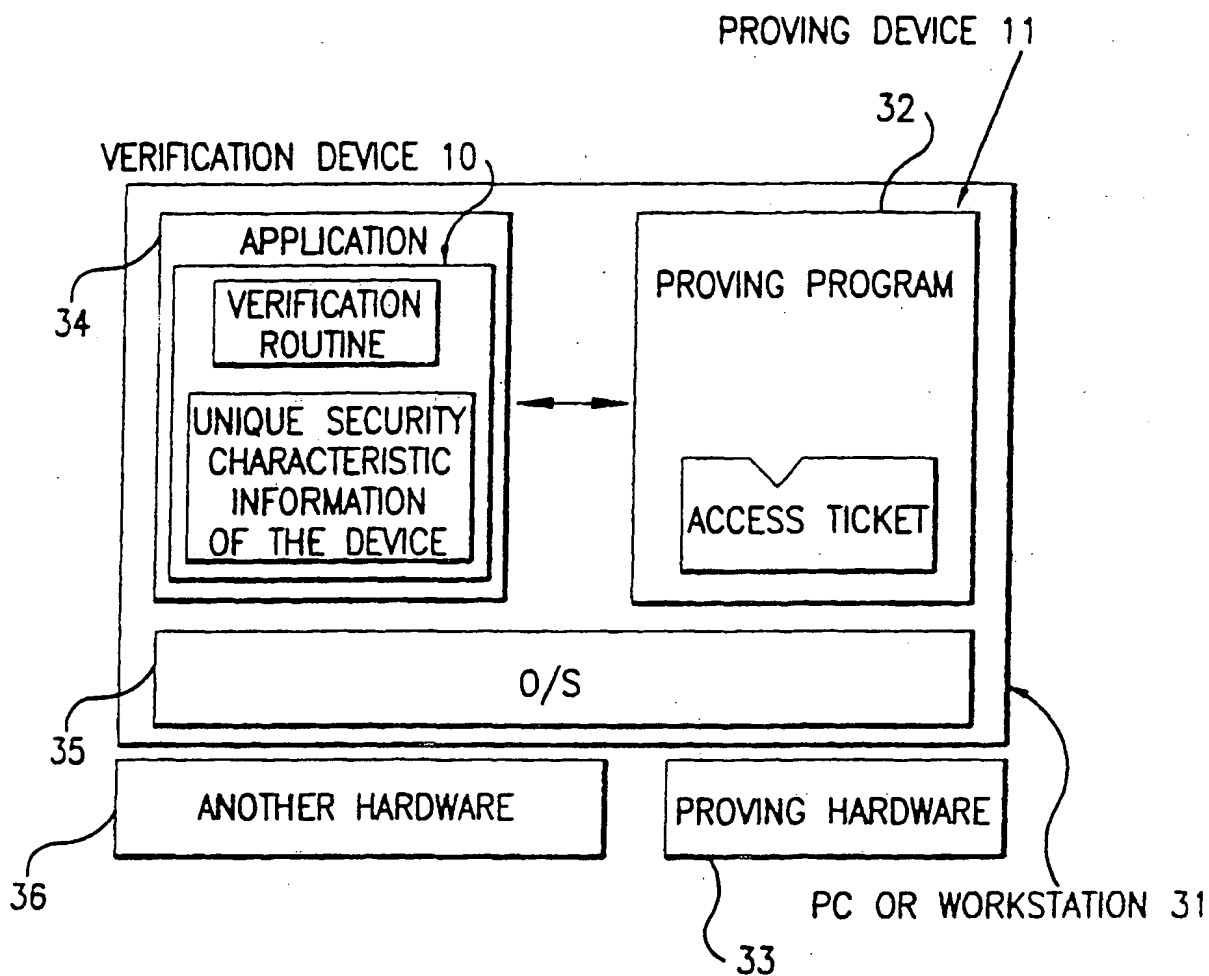 PROVING DEVICE 11
32
VERIFICATION DEVICE 10
APPLICATION
34
VERIFICATION
ROUTINE
UNIQUE SECURITY
CHARACTERISTIC
INFORMATION
OF THE DEVICE
PROVING PROGRAM
ACCESS TICKET
O/S
35
ANOTHER HARDWARE
PROVING HARDWARE
36
33
PC OR WORKSTATION 31